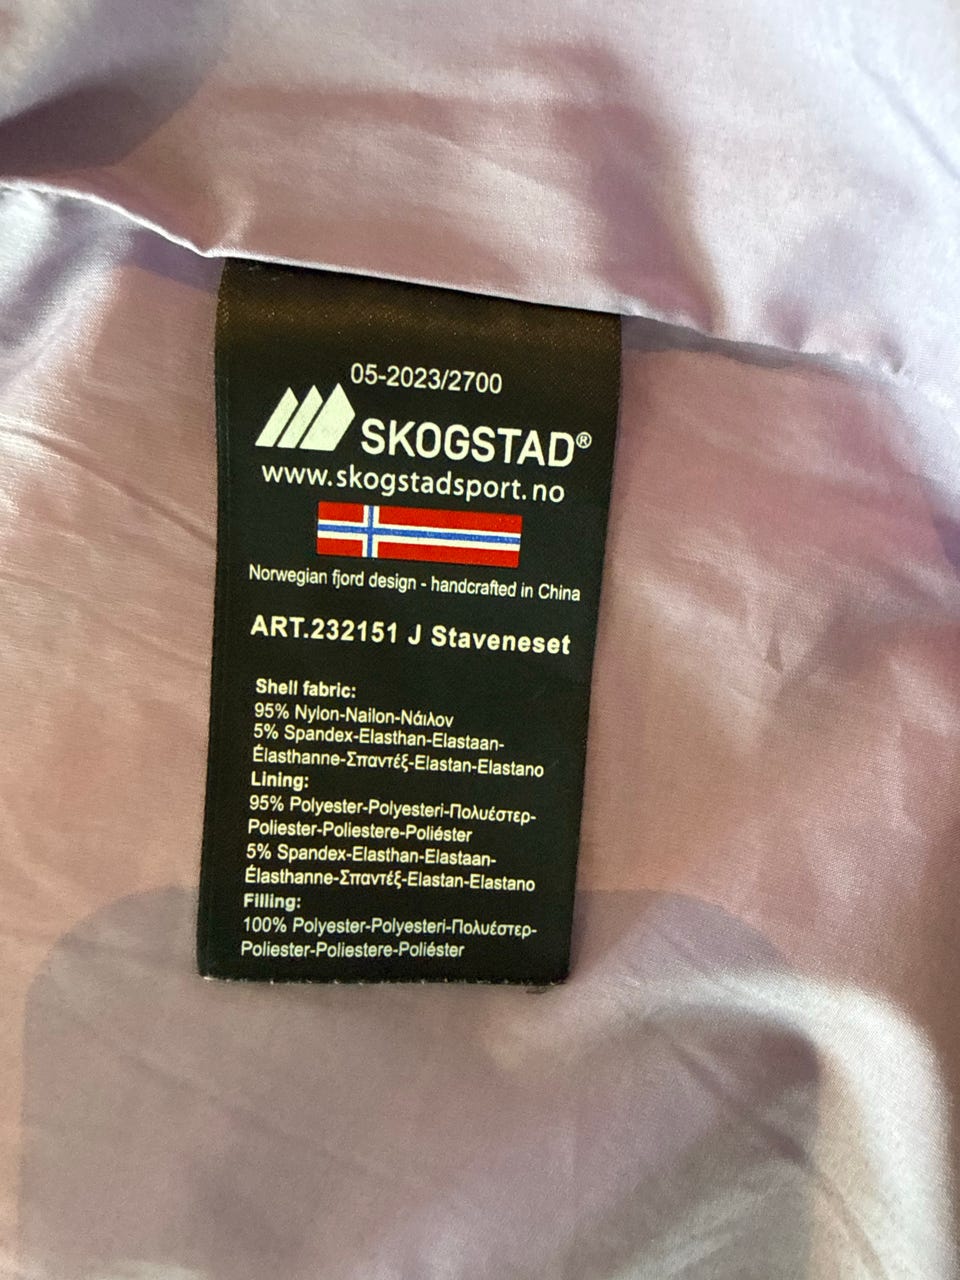 05-2023/2700
SKOGSTAD®
www.skogstadsport.no
Norwegian fjord design - handcrafted in China
ART.232151 J Staveneset
Shell fabric:
95% Nylon-Nailon-Νάιλον
5% Spandex-Elasthan-Elastaan-
Élasthanne-Σπαντέξ-Elastan-Elastano
Lining:
95% Polyester-Polyesteri-Πολυέστερ-
Poliester-Poliestere-Poliéster
5% Spandex-Elasthan-Elastaan-
Élasthanne-Σπαντέξ-Elastan-Elastano
Filling:
100% Polyester-Polyesteri-Πολυέστερ-
Poliester-Poliestere-Poliéster